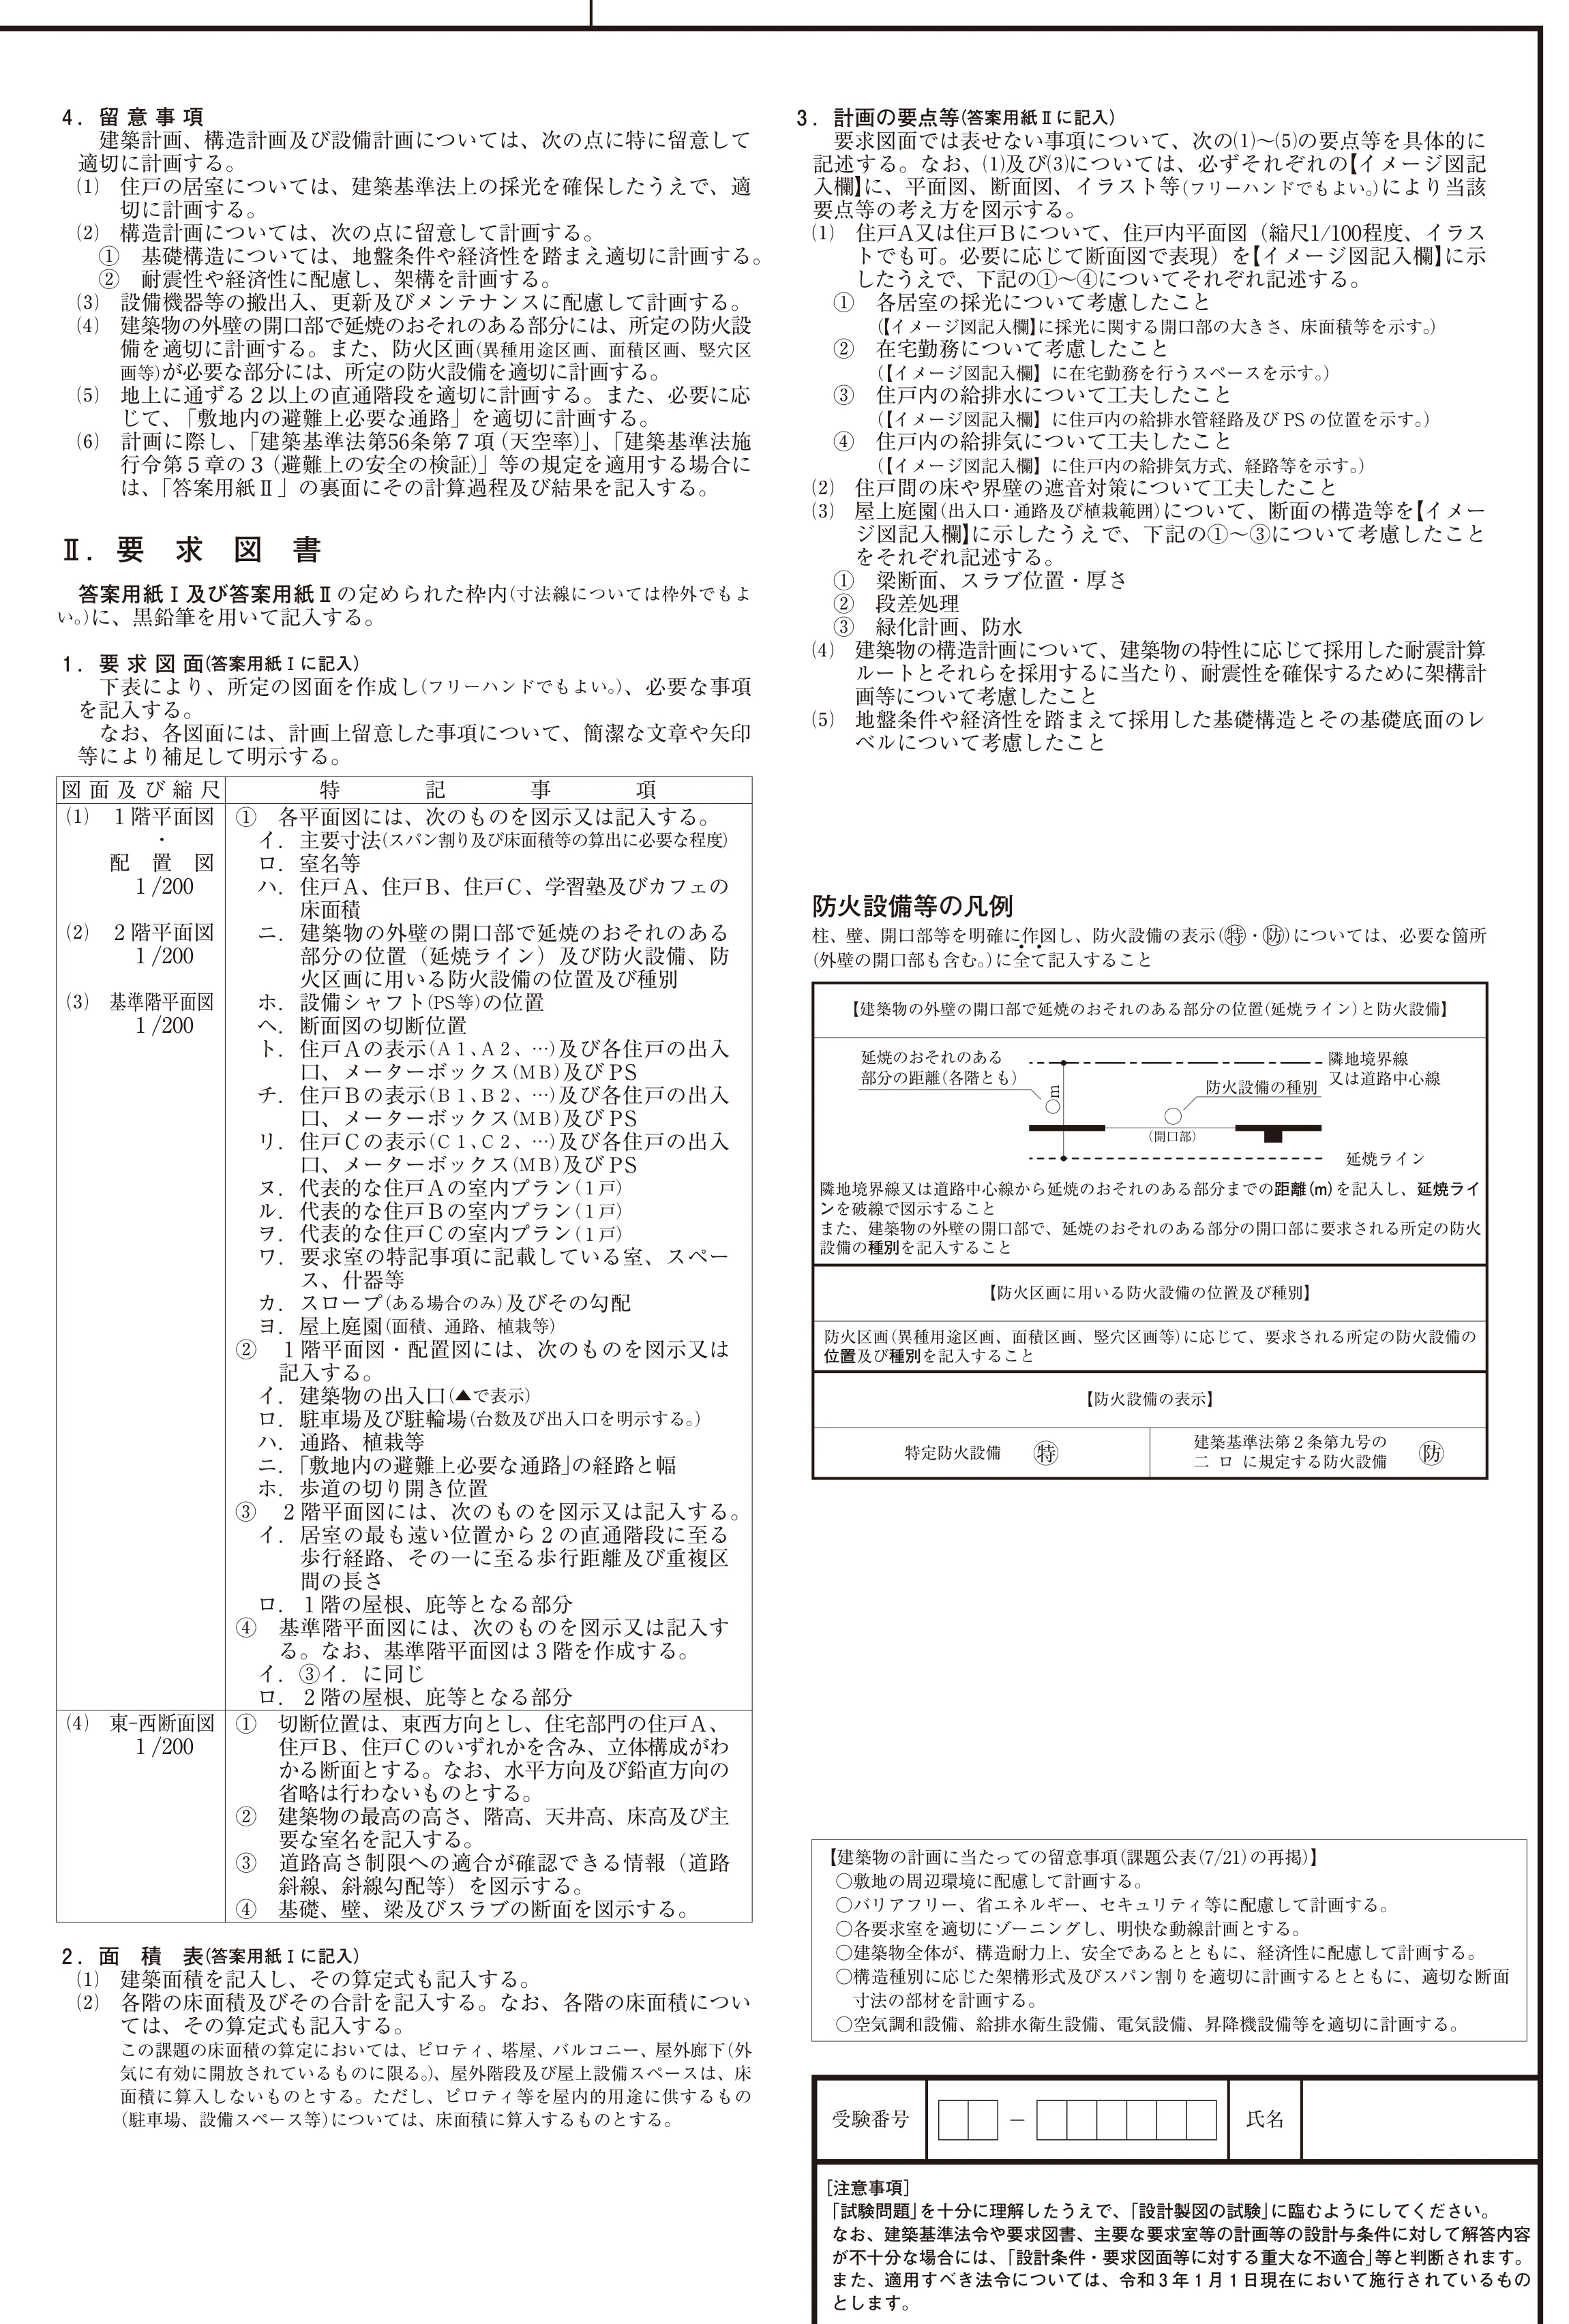 4．留意事項
建築計画、構造計画及び設備計画については、次の点に特に留意して
適切に計画する。
⑴　住戸の居室については、建築基準法上の採光を確保したうえで、適
切に計画する。
⑵　構造計画については、次の点に留意して計画する。
①　基礎構造については、地盤条件や経済性を踏まえ適切に計画する。
②　耐震性や経済性に配慮し、架構を計画する。
⑶　設備機器等の搬出入、更新及びメンテナンスに配慮して計画する。
⑷　建築物の外壁の開口部で延焼のおそれのある部分には、所定の防火設
備を適切に計画する。また、防火区画(異種用途区画、面積区画、竪穴区
画等)が必要な部分には、所定の防火設備を適切に計画する。
⑸　地上に通ずる２以上の直通階段を適切に計画する。また、必要に応
じて、「敷地内の避難上必要な通路」を適切に計画する。
⑹　計画に際し、「建築基準法第56条第７項（天空率）」、「建築基準法施
行令第５章の３（避難上の安全の検証）」等の規定を適用する場合に
は、「答案用紙Ⅱ」の裏面にその計算過程及び結果を記入する。
Ⅱ．要求図書
答案用紙Ⅰ及び答案用紙Ⅱの定められた枠内(寸法線については枠外でもよ
い。)に、黒鉛筆を用いて記入する。
1．要求図面(答案用紙Ⅰに記入)
下表により、所定の図面を作成し(フリーハンドでもよい。)、必要な事項
を記入する。
なお、各図面には、計画上留意した事項について、簡潔な文章や矢印
等により補足して明示する。
図面及び縮尺　特記事項
⑴　１階平面図
・
配置図
１/200
⑵　２階平面図
１/200
⑶　基準階平面図
１/200
①　各平面図には、次のものを図示又は記入する。
イ．主要寸法(スパン割り及び床面積等の算出に必要な程度)
ロ．室名等
ハ．住戸Ａ、住戸Ｂ、住戸Ｃ、学習塾及びカフェの
床面積
ニ．建築物の外壁の開口部で延焼のおそれのある
部分の位置（延焼ライン）及び防火設備、防
火区画に用いる防火設備の位置及び種別
ホ．設備シャフト(PS等)の位置
ヘ．断面図の切断位置
ト．住戸Ａの表示(Ａ１、Ａ２、…)及び各住戸の出入
口、メーターボックス(ＭＢ)及びＰＳ
チ．住戸Ｂの表示(Ｂ１、Ｂ２、…)及び各住戸の出入
口、メーターボックス(ＭＢ)及びＰＳ
リ．住戸Ｃの表示(Ｃ１、Ｃ２、…)及び各住戸の出入
口、メーターボックス(ＭＢ)及びＰＳ
ヌ．代表的な住戸Ａの室内プラン(１戸)
ル．代表的な住戸Ｂの室内プラン(１戸)
ヲ．代表的な住戸Ｃの室内プラン(１戸)
ワ．要求室の特記事項に記載している室、スペー
ス、什器等
カ．スロープ(ある場合のみ)及びその勾配
ヨ．屋上庭園(面積、通路、植栽等)
②　１階平面図・配置図には、次のものを図示又は
記入する。
イ．建築物の出入口(▲で表示)
ロ．駐車場及び駐輪場(台数及び出入口を明示する。)
ハ．通路、植栽等
ニ．「敷地内の避難上必要な通路」の経路と幅
ホ．歩道の切り開き位置
③　２階平面図には、次のものを図示又は記入する。
イ．居室の最も遠い位置から２の直通階段に至る
歩行経路、その一に至る歩行距離及び重複区
間の長さ
ロ．１階の屋根、庇等となる部分
④　基準階平面図には、次のものを図示又は記入す
る。なお、基準階平面図は３階を作成する。
イ．③イ．に同じ
ロ．２階の屋根、庇等となる部分
⑷　東−西断面図
１/200
①　切断位置は、東西方向とし、住宅部門の住戸Ａ、
住戸Ｂ、住戸Ｃのいずれかを含み、立体構成がわ
かる断面とする。なお、水平方向及び鉛直方向の
省略は行わないものとする。
②　建築物の最高の高さ、階高、天井高、床高及び主
要な室名を記入する。
③　道路高さ制限への適合が確認できる情報（道路
斜線、斜線勾配等）を図示する。
④　基礎、壁、梁及びスラブの断面を図示する。
2．面積表(答案用紙Ⅰに記入)
⑴　建築面積を記入し、その算定式も記入する。
⑵　各階の床面積及びその合計を記入する。なお、各階の床面積につい
ては、その算定式も記入する。
この課題の床面積の算定においては、ピロティ、塔屋、バルコニー、屋外廊下(外
気に有効に開放されているものに限る。)、屋外階段及び屋上設備スペースは、床
面積に算入しないものとする。ただし、ピロティ等を屋内的用途に供するもの
(駐車場、設備スペース等)については、床面積に算入するものとする。
3．計画の要点等(答案用紙Ⅱに記入)
要求図面では表せない事項について、次の⑴〜⑸の要点等を具体的に
記述する。なお、⑴及び⑶については、必ずそれぞれの【イメージ図記
入欄】に、平面図、断面図、イラスト等(フリーハンドでもよい。)により当該
要点等の考え方を図示する。
⑴　住戸Ａ又は住戸Ｂについて、住戸内平面図（縮尺1/100程度、イラス
トでも可。必要に応じて断面図で表現）を【イメージ図記入欄】に示
したうえで、下記の①〜④についてそれぞれ記述する。
①　各居室の採光について考慮したこと
(【イメージ図記入欄】に採光に関する開口部の大きさ、床面積等を示す。)
②　在宅勤務について考慮したこと
(【イメージ図記入欄】に在宅勤務を行うスペースを示す。)
③　住戸内の給排水について工夫したこと
(【イメージ図記入欄】に住戸内の給排水管経路及び PS の位置を示す。)
④　住戸内の給排気について工夫したこと
(【イメージ図記入欄】に住戸内の給排気方式、経路等を示す。)
⑵　住戸間の床や界壁の遮音対策について工夫したこと
⑶　屋上庭園(出入口・通路及び植栽範囲)について、断面の構造等を【イメー
ジ図記入欄】に示したうえで、下記の①〜③について考慮したこと
をそれぞれ記述する。
①　梁断面、スラブ位置・厚さ
②　段差処理
③　緑化計画、防水
⑷　建築物の構造計画について、建築物の特性に応じて採用した耐震計算
ルートとそれらを採用するに当たり、耐震性を確保するために架構計
画等について考慮したこと
⑸　地盤条件や経済性を踏まえて採用した基礎構造とその基礎底面のレ
ベルについて考慮したこと
防火設備等の凡例
柱、壁、開口部等を明確に作図し、防火設備の表示(㊕・防)については、必要な箇所
(外壁の開口部も含む。)に全て記入すること
【建築物の外壁の開口部で延焼のおそれのある部分の位置(延焼ライン)と防火設備】
延焼のおそれのある
部分の距離(各階とも)
○m
隣地境界線
又は道路中心線
防火設備の種別
(開口部)
延焼ライン
隣地境界線又は道路中心線から延焼のおそれのある部分までの距離(m)を記入し、延焼ライ
ンを破線で図示すること
また、建築物の外壁の開口部で、延焼のおそれのある部分の開口部に要求される所定の防火
設備の種別を記入すること
【防火区画に用いる防火設備の位置及び種別】
防火区画(異種用途区画、面積区画、竪穴区画等)に応じて、要求される所定の防火設備の
位置及び種別を記入すること
【防火設備の表示】
特定防火設備　㊕
建築基準法第２条第九号の
二 ロ に規定する防火設備　防
【建築物の計画に当たっての留意事項(課題公表(7/21)の再掲)】
○敷地の周辺環境に配慮して計画する。
○バリアフリー、省エネルギー、セキュリティ等に配慮して計画する。
○各要求室を適切にゾーニングし、明快な動線計画とする。
○建築物全体が、構造耐力上、安全であるとともに、経済性に配慮して計画する。
○構造種別に応じた架構形式及びスパン割りを適切に計画するとともに、適切な断面
寸法の部材を計画する。
○空気調和設備、給排水衛生設備、電気設備、昇降機設備等を適切に計画する。
受験番号　−　氏名
［注意事項］
「試験問題」を十分に理解したうえで、「設計製図の試験」に臨むようにしてください。
なお、建築基準法令や要求図書、主要な要求室等の計画等の設計与条件に対して解答内容
が不十分な場合には、「設計条件・要求図面等に対する重大な不適合」等と判断されます。
また、適用すべき法令については、令和３年１月１日現在において施行されているもの
とします。